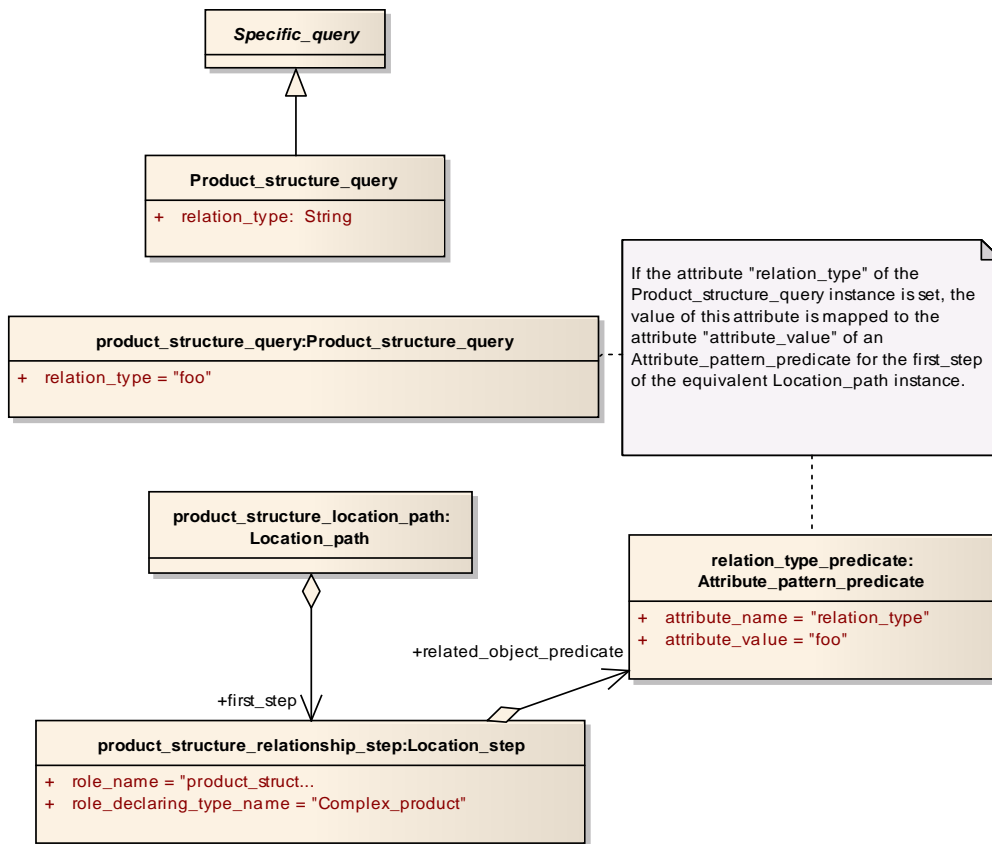 Specific_query
Product_structure_query
+ relation_type: String
If the attribute "relation_type" of the
Product_structure_query instance is set, the
value of this attribute is mapped to the
attribute "attribute_value" of an
Attribute_pattern_predicate for the first_step
of the equivalent Location_path instance.
product_structure_query:Product_structure_query
+ relation_type = "foo"
product_structure_location_path:
Location_path
relation_type_predicate:
Attribute_pattern_predicate
+ attribute_name = "relation_type"
+ attribute_value = "foo"
+related_object_predicate
+first_step
product_structure_relationship_step:Location_step
+ role_name = "product_struct...
+ role_declaring_type_name = "Complex_product"